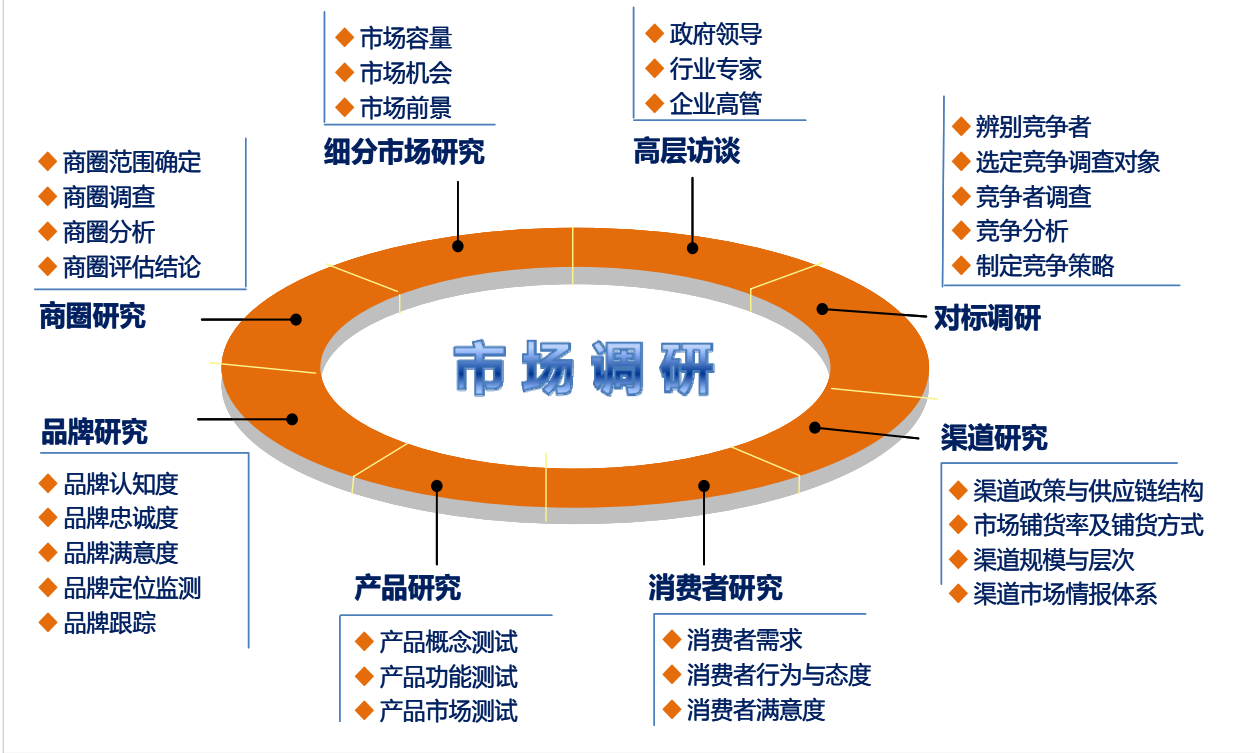 市场容量
市场机会
市场前景
细分市场研究
政府领导
行业专家
企业高管
高层访谈
辨别竞争者
选定竞争调查对象
竞争者调查
竞争分析
制定竞争策略
对标调研
商圈范围确定
商圈调查
商圈分析
商圈评估结论
商圈研究
市场调研
品牌研究
品牌认知度
品牌忠诚度
品牌满意度
品牌定位监测
品牌跟踪
产品研究
产品概念测试
产品功能测试
产品市场测试
消费者研究
消费者需求
消费者行为与态度
消费者满意度
渠道研究
渠道政策与供应链结构
市场铺货率及铺货方式
渠道规模与层次
渠道市场情报体系